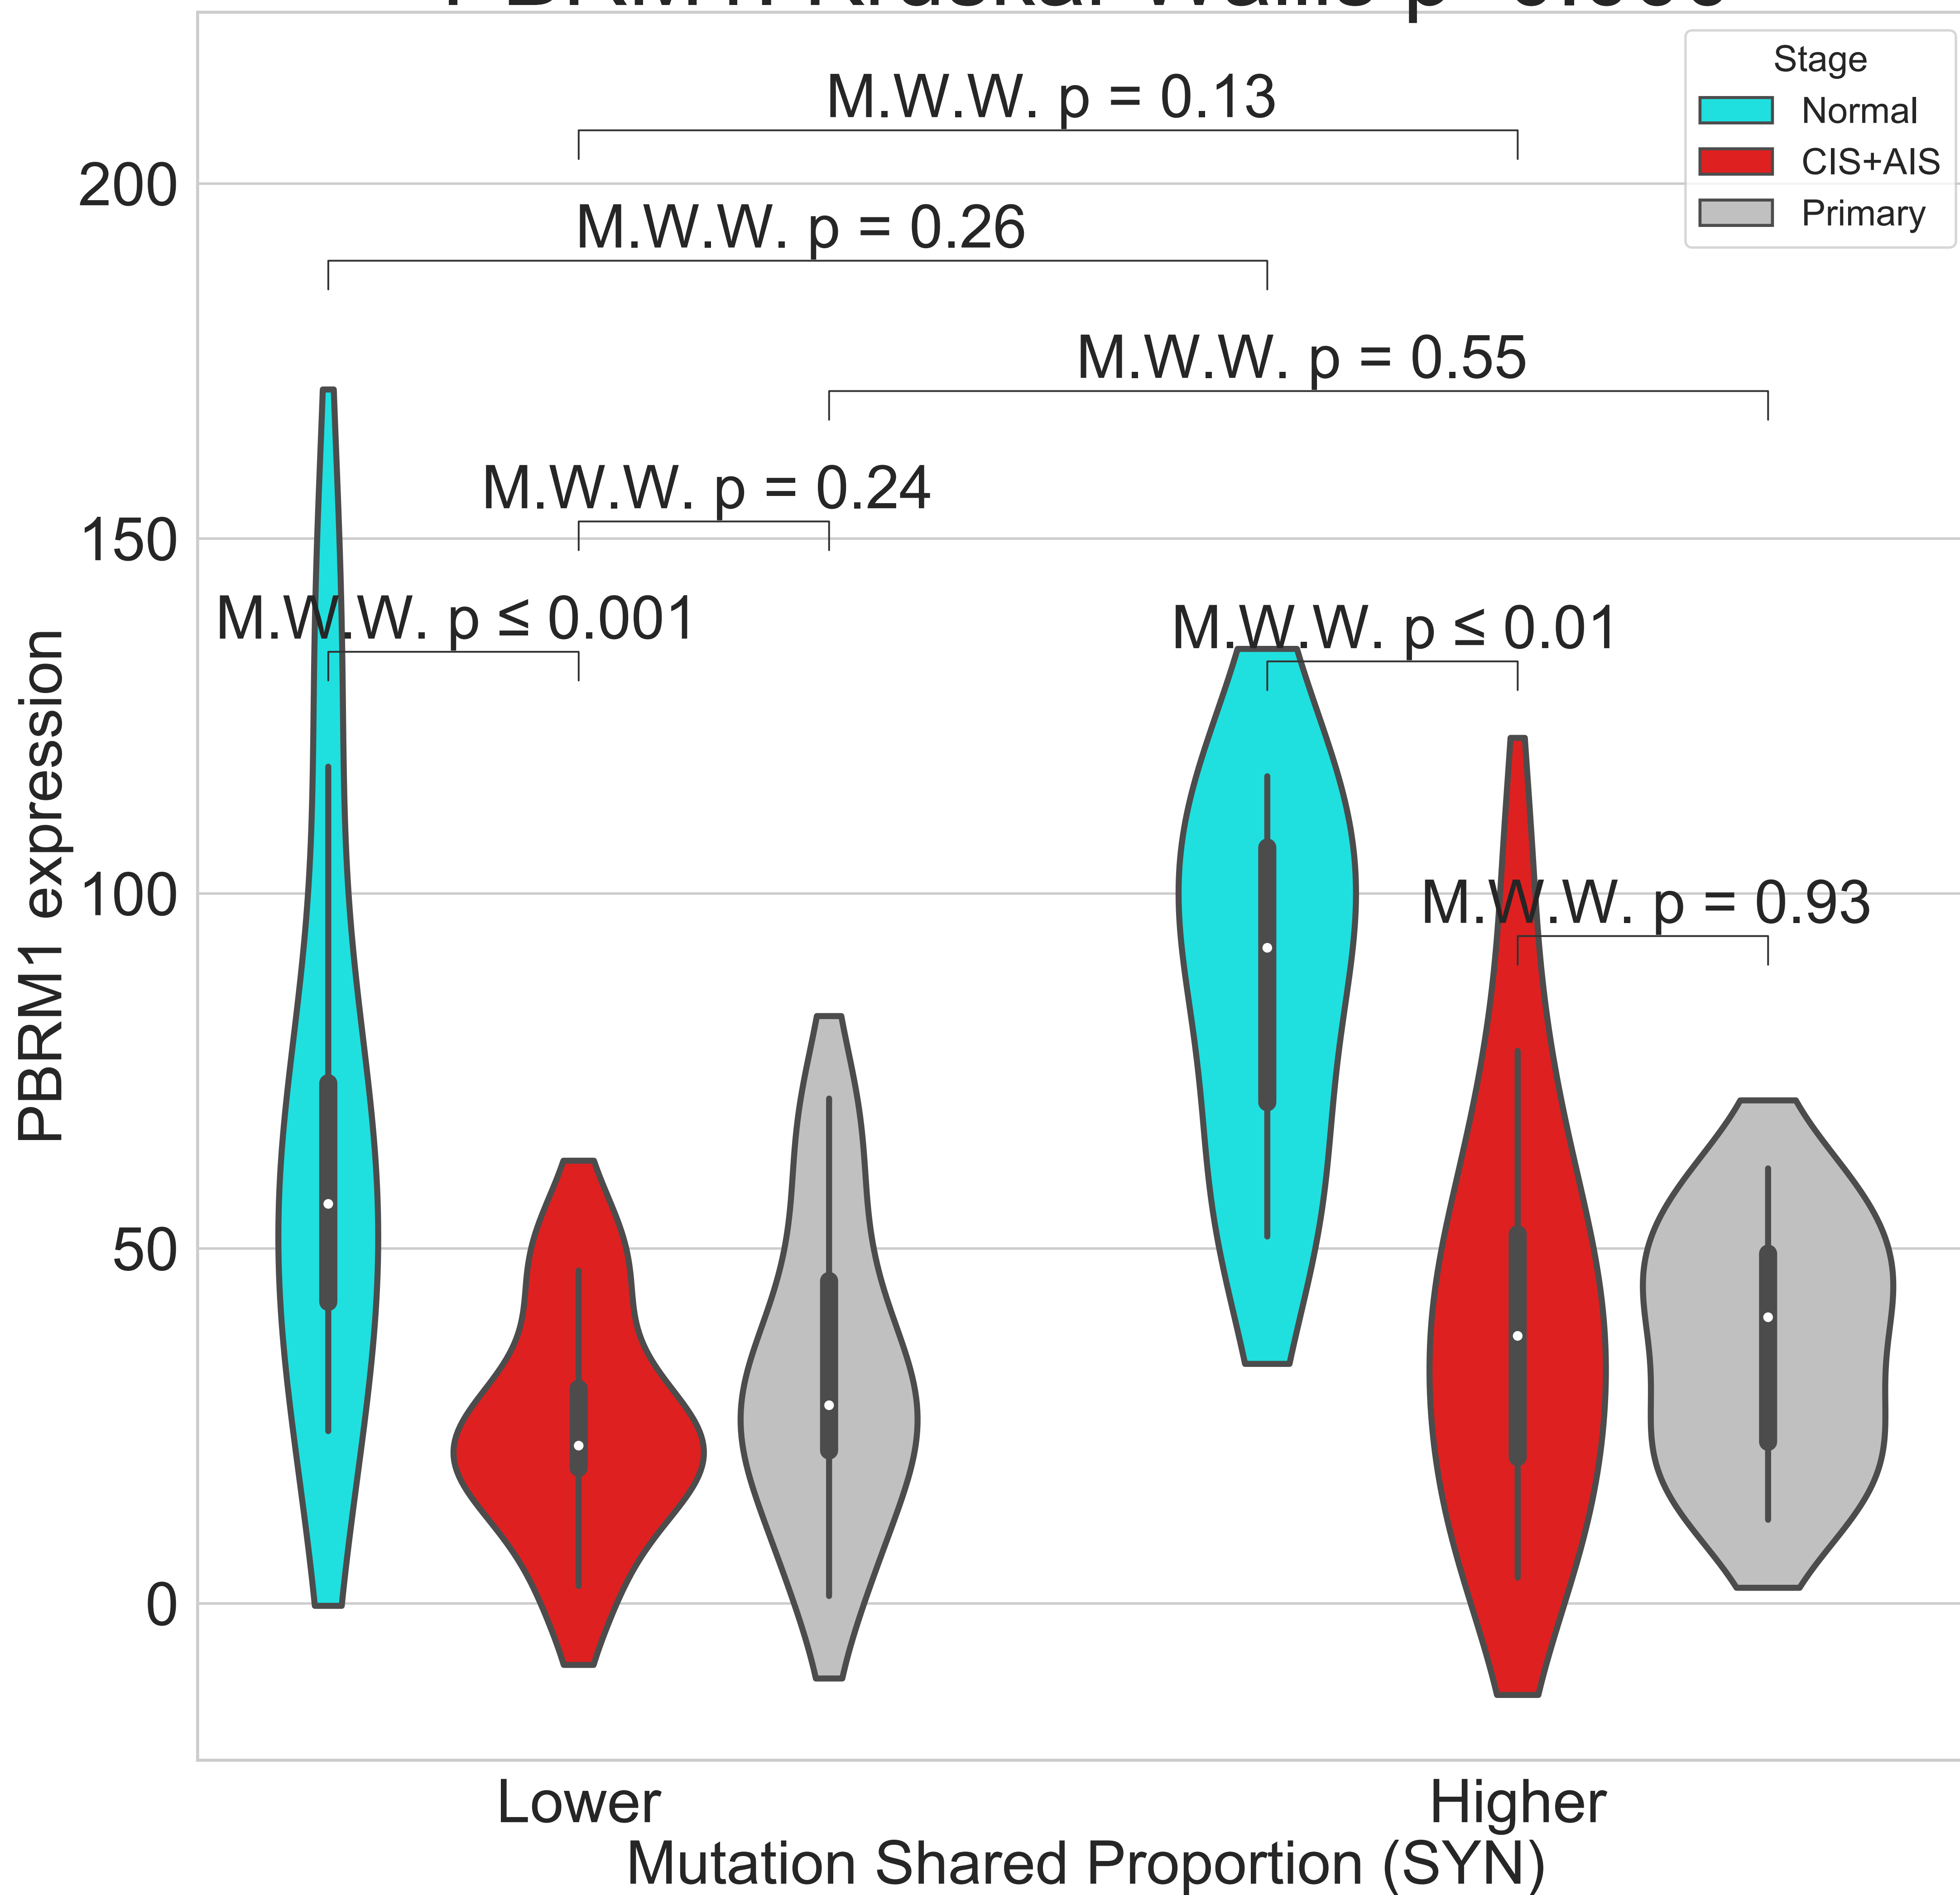 Stage
Normal
CIS+AIS
Primary
M.W.W. p = 0.13
200
M.W.W. p = 0.26
M.W.W. p = 0.55
M.W.W. p = 0.24
150
M.W.W. p ≤ 0.001
M.W.W. p ≤ 0.01
100
M.W.W. p = 0.93
50
0
PBRM1 expression
Lower
Higher
Mutation Shared Proportion (SYN)